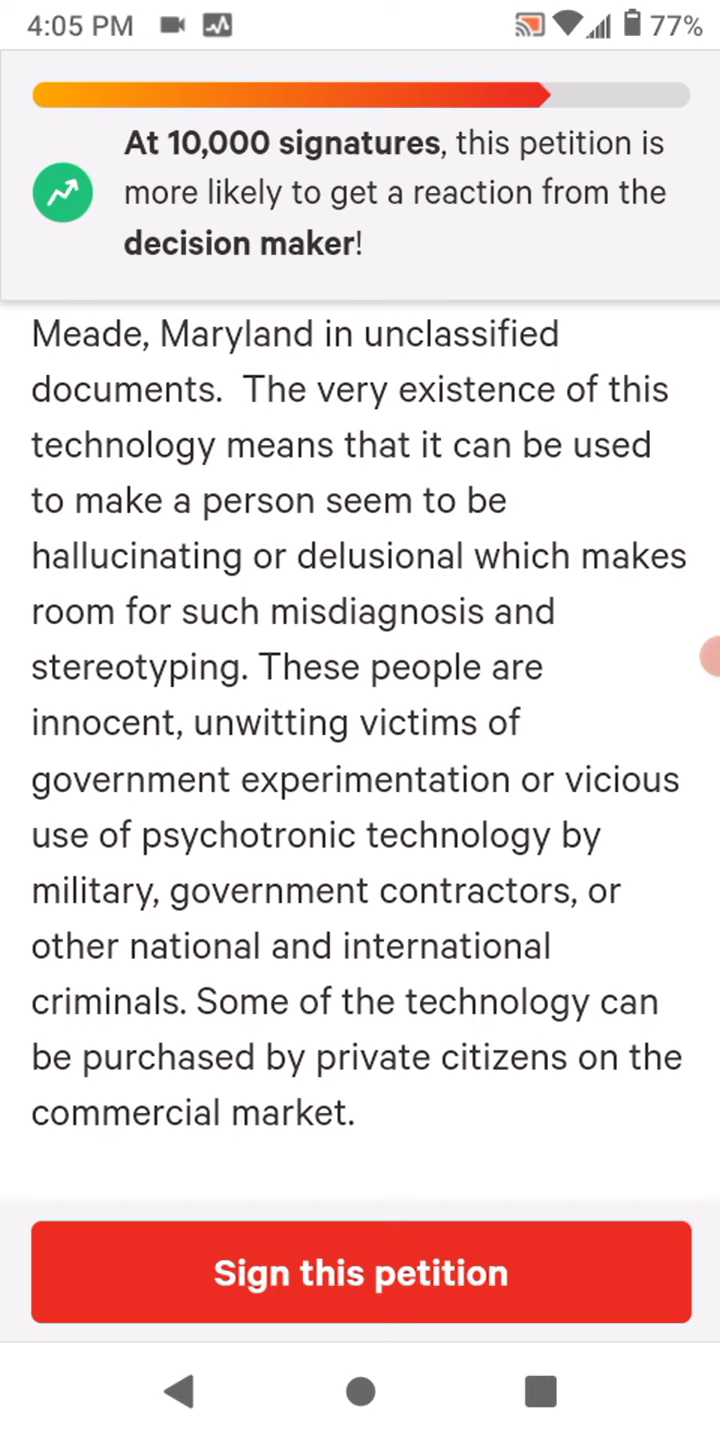 4:05 PM
77%
At 10,000 signatures, this petition is
more likely to get a reaction from the
decision maker!
Meade, Maryland in unclassified
documents.  The very existence of this
technology means that it can be used
to make a person seem to be
hallucinating or delusional which makes
room for such misdiagnosis and
stereotyping. These people are
innocent, unwitting victims of
government experimentation or vicious
use of psychotronic technology by
military, government contractors, or
other national and international
criminals. Some of the technology can
be purchased by private citizens on the
commercial market.
Sign this petition